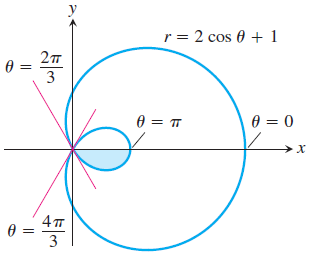 y
r = 2 cos θ + 1
θ = 2π/3
θ = π
θ = 0
x
θ = 4π/3